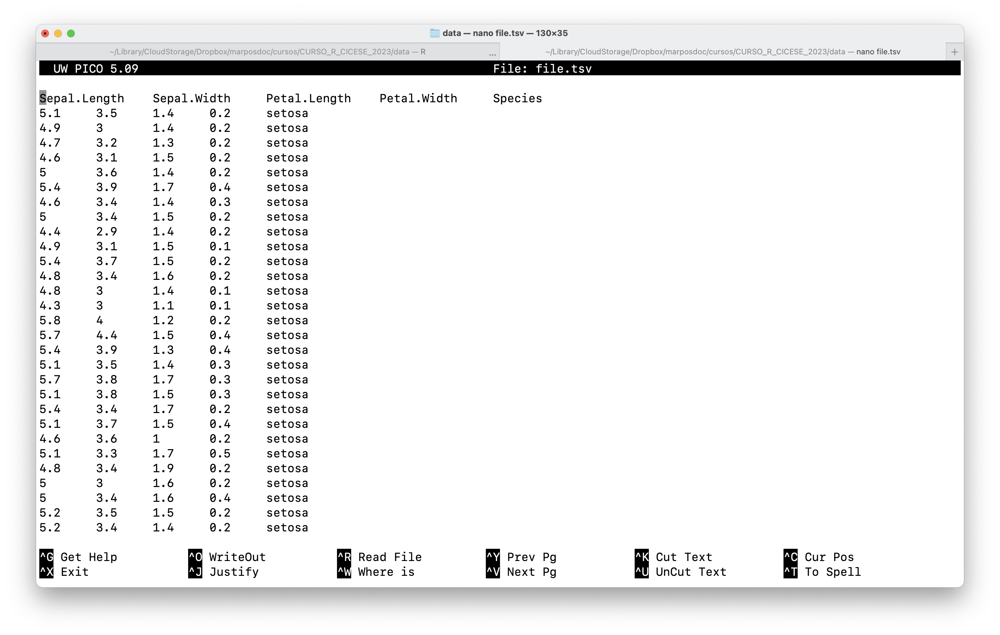 data — nano file.tsv — 130×35
~/Library/CloudStorage/Dropbox/marposdoc/cursos/CURSO_R_CICESE_2023/data — R ... ~/Library/CloudStorage/Dropbox/marposdoc/cursos/CURSO_R_CICESE_2023/data — nano file.tsv +
UW PICO 5.09 File: file.tsv
Sepal.Length Sepal.Width Petal.Length Petal.Width Species
5.1 3.5 1.4 0.2 setosa
4.9 3 1.4 0.2 setosa
4.7 3.2 1.3 0.2 setosa
4.6 3.1 1.5 0.2 setosa
5 3.6 1.4 0.2 setosa
5.4 3.9 1.7 0.4 setosa
4.6 3.4 1.4 0.3 setosa
5 3.4 1.5 0.2 setosa
4.4 2.9 1.4 0.2 setosa
4.9 3.1 1.5 0.1 setosa
5.4 3.7 1.5 0.2 setosa
4.8 3.4 1.6 0.2 setosa
4.8 3 1.4 0.1 setosa
4.3 3 1.1 0.1 setosa
5.8 4 1.2 0.2 setosa
5.7 4.4 1.5 0.4 setosa
5.4 3.9 1.3 0.4 setosa
5.1 3.5 1.4 0.3 setosa
5.7 3.8 1.7 0.3 setosa
5.1 3.8 1.5 0.3 setosa
5.4 3.4 1.7 0.2 setosa
5.1 3.7 1.5 0.4 setosa
4.6 3.6 1 0.2 setosa
5.1 3.3 1.7 0.5 setosa
4.8 3.4 1.9 0.2 setosa
5 3 1.6 0.2 setosa
5 3.4 1.6 0.4 setosa
5.2 3.5 1.5 0.2 setosa
5.2 3.4 1.4 0.2 setosa
^G Get Help ^O WriteOut ^R Read File ^Y Prev Pg ^K Cut Text ^C Cur Pos
^X Exit ^J Justify ^W Where is ^V Next Pg ^U UnCut Text ^T To Spell